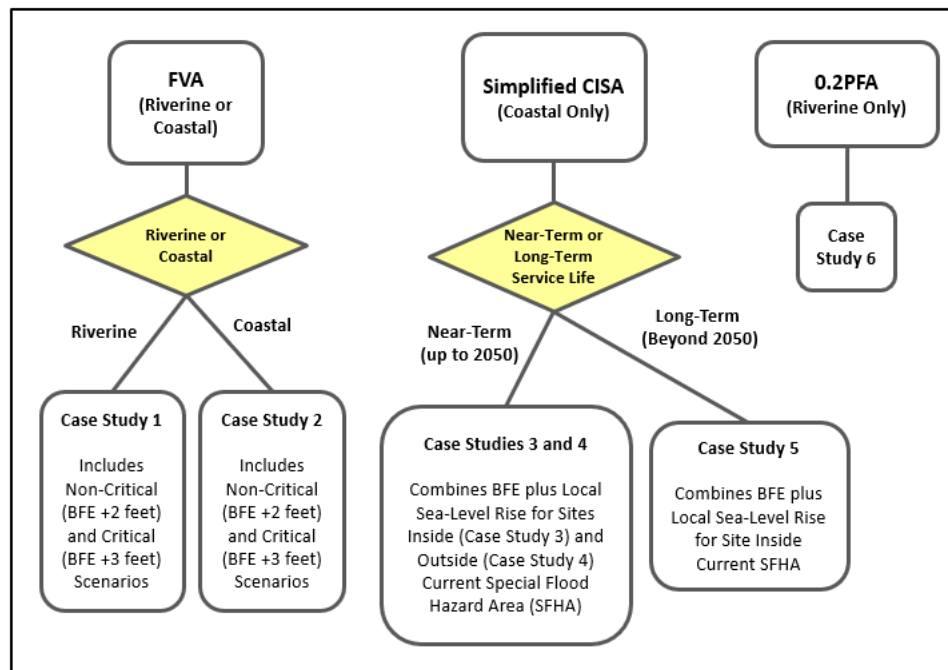 FVA
(Riverine or
Coastal)
Riverine or
Coastal
Riverine
Coastal
Case Study 1
Includes
Non-Critical
(BFE +2 feet)
and Critical
(BFE +3 feet)
Scenarios
Case Study 2
Includes
Non-Critical
(BFE +2 feet)
and Critical
(BFE +3 feet)
Scenarios
Simplified CISA
(Coastal Only)
Near-Term or
Long-Term
Service Life
Near-Term
(up to 2050)
Long-Term
(Beyond 2050)
Case Studies 3 and 4
Combines BFE plus Local
Sea-Level Rise for Sites
Inside (Case Study 3) and
Outside (Case Study 4)
Current Special Flood
Hazard Area (SFHA)
Case Study 5
Combines BFE plus
Local Sea-Level Rise
for Site Inside
Current SFHA
0.2PFA
(Riverine Only)
Case
Study 6